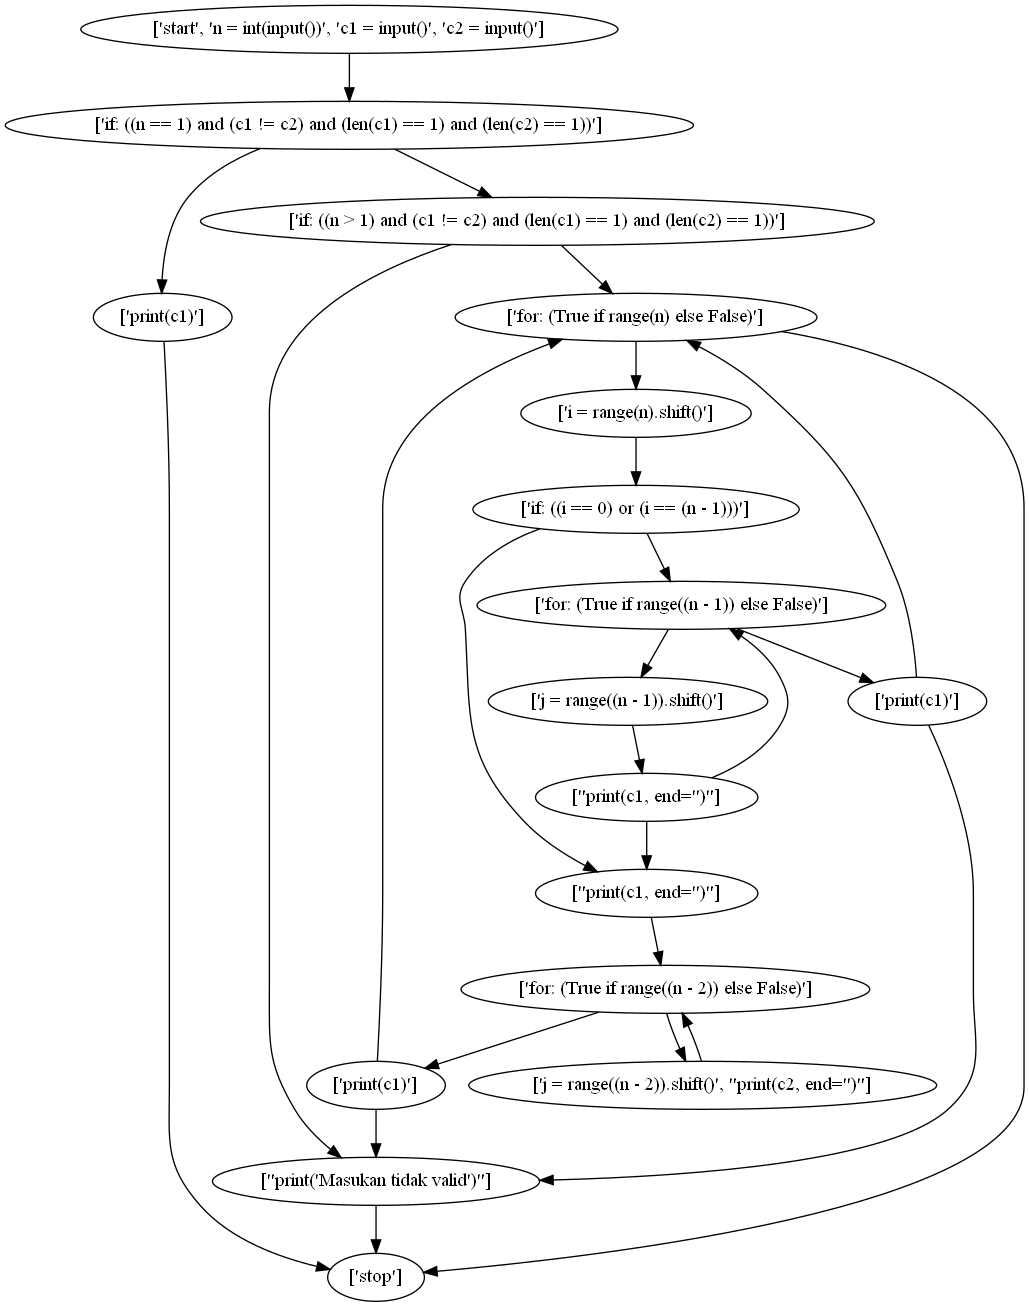 ['start', 'n = int(input())', 'c1 = input()', 'c2 = input()']
['if: ((n == 1) and (c1 != c2) and (len(c1) == 1) and (len(c2) == 1))']
['if: ((n > 1) and (c1 != c2) and (len(c1) == 1) and (len(c2) == 1))']
['print(c1)']
['for: (True if range(n) else False)']
['i = range(n).shift()']
['if: ((i == 0) or (i == (n - 1)))']
['for: (True if range((n - 1)) else False)']
['j = range((n - 1)).shift()']
['print(c1)']
["print(c1, end='')"]
["print(c1, end='')"]
['for: (True if range((n - 2)) else False)']
['print(c1)']
['j = range((n - 2)).shift()', "print(c2, end='')"]
["print('Masukan tidak valid')"]
['stop']